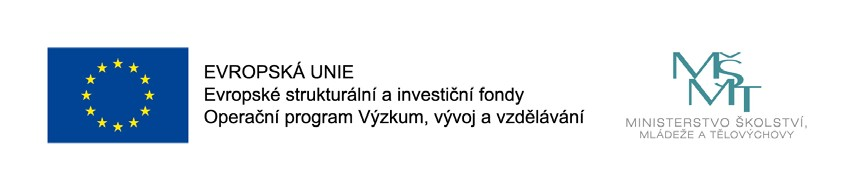 EVROPSKÁ UNIE
Evropské strukturální a investiční fondy
Operační program Výzkum, vývoj a vzdělávání
MŠMT
MINISTERSTVO ŠKOLSTVÍ,
MLÁDEŽE A TĚLOVÝCHOVY